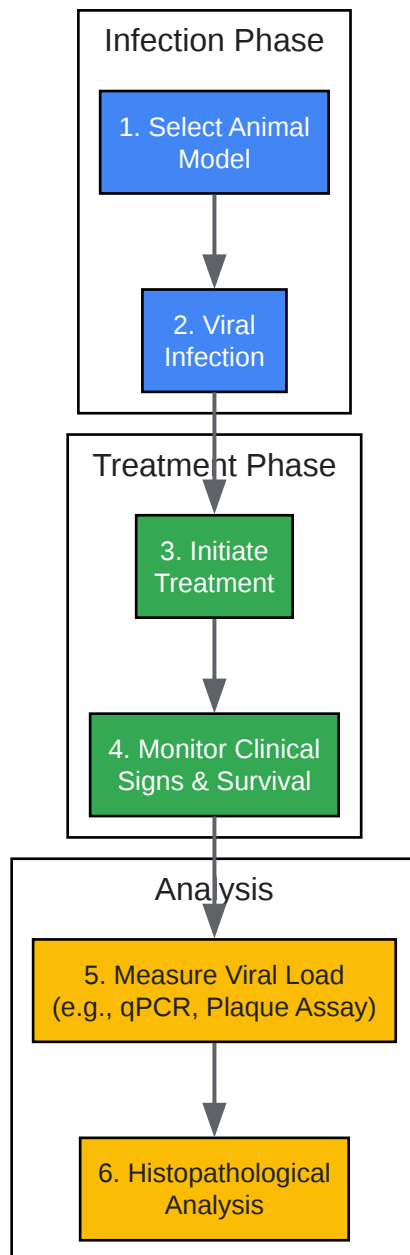 Infection Phase
1. Select Animal
Model
2. Viral
Infection
Treatment Phase
3. Initiate
Treatment
4. Monitor Clinical
Signs & Survival
Analysis
5. Measure Viral Load
(e.g., qPCR, Plaque Assay)
6. Histopathological
Analysis